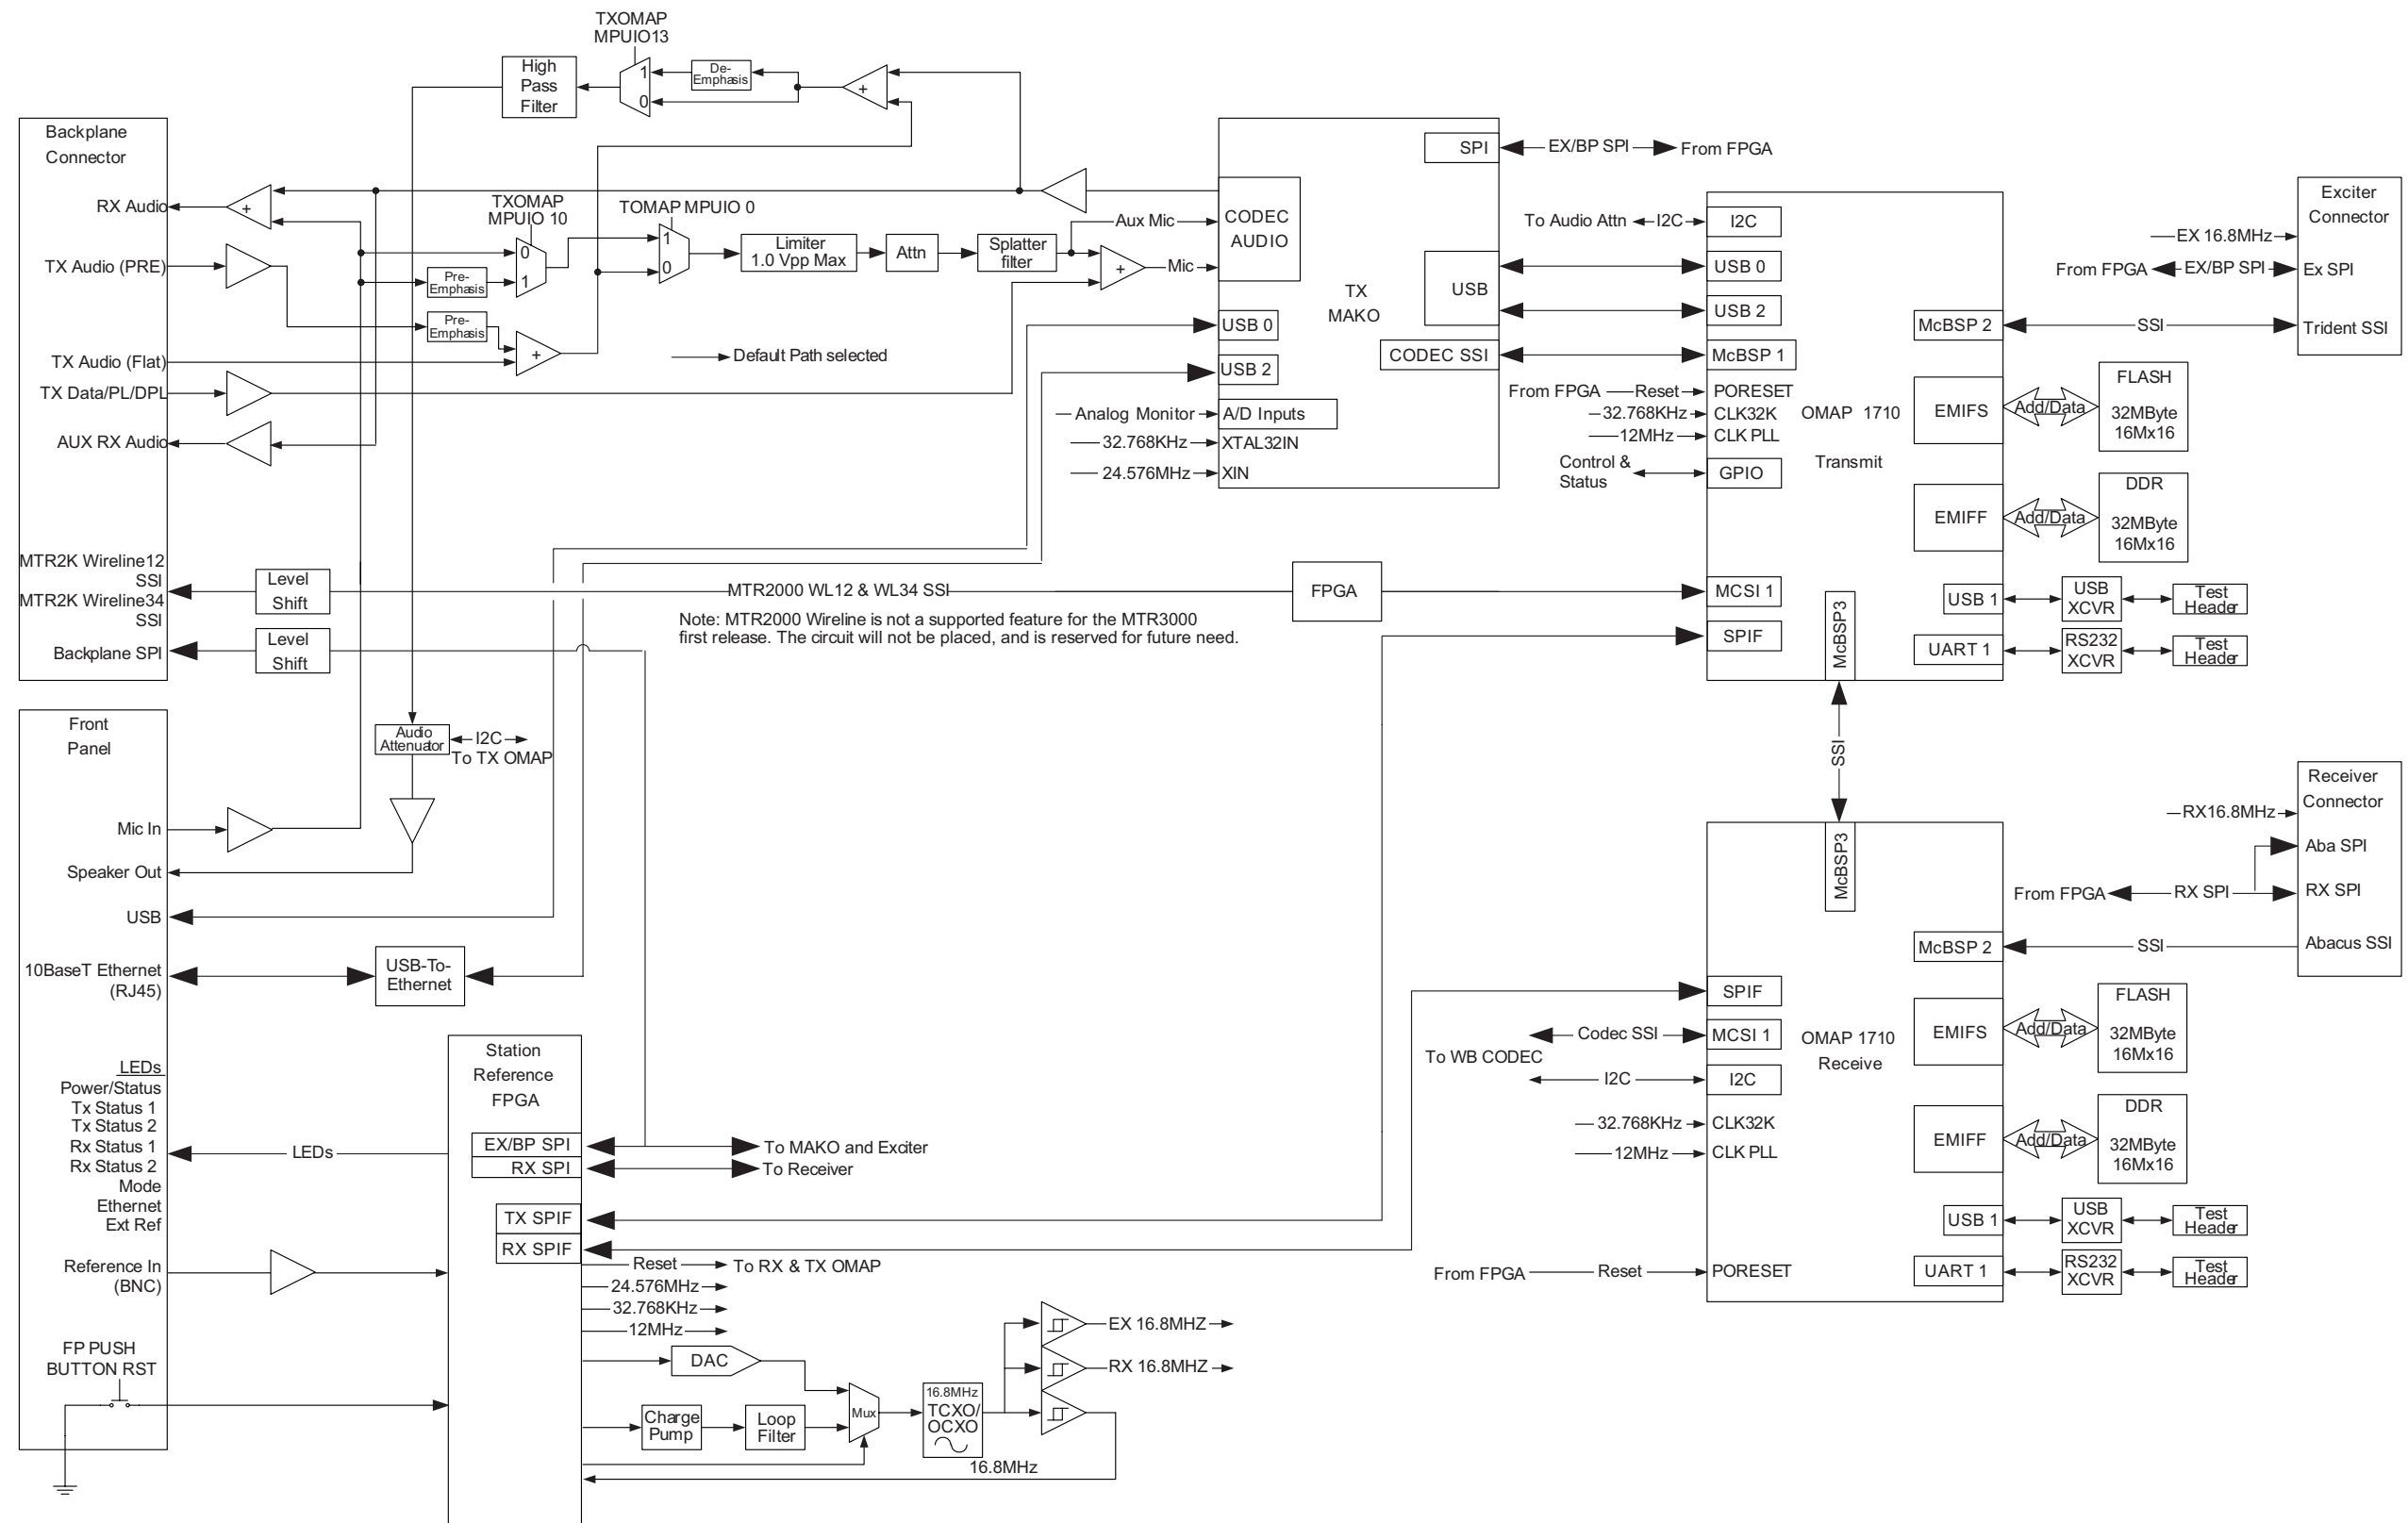 TXOMAP
MPUIO13
High
Pass
Filter
1
0
De-
Emphasis
+
Backplane
Connector
RX Audio
TX Audio (PRE)
TX Audio (Flat)
TX Data/PL/DPL
AUX RX Audio
MTR2K Wireline12
SSI
MTR2K Wireline34
SSI
Backplane SPI
+
TXOMAP
MPUIO 10
0
1
Pre-
Emphasis
Pre-
Emphasis
+
TOMAP MPUIO 0
1
0
Limiter
1.0 Vpp Max
Attn
Splatter
filter
Aux Mic
+
Mic
Default Path selected
Level
Shift
MTR2000 WL12 & WL34 SSI
FPGA
Note: MTR2000 Wireline is not a supported feature for the MTR3000
first release. The circuit will not be placed, and is reserved for future need.
Level
Shift
CODEC
AUDIO
SPI
EX/BP SPI
From FPGA
TX
MAKO
USB
USB 0
USB 2
CODEC SSI
Analog Monitor
A/D Inputs
32.768KHz
XTAL32IN
24.576MHz
XIN
To Audio Attn
I2C
I2C
USB 0
USB 2
McBSP 1
From FPGA
Reset
PORESET
32.768KHz
CLK32K
12MHz
CLK PLL
Control &
Status
GPIO
OMAP 1710
Transmit
MCSI 1
SPIF
McBSP3
McBSP 2
EMIFS
EMIFF
USB 1
UART 1
SSI
Add/Data
FLASH
32MByte
16Mx16
Add/Data
DDR
32MByte
16Mx16
USB
XCVR
Test
Header
RS232
XCVR
Test
Header
Exciter
Connector
EX 16.8MHz
From FPGA
EX/BP SPI
Ex SPI
Trident SSI
Front
Panel
Mic In
Speaker Out
USB
10BaseT Ethernet
(RJ45)
LEDs
Power/Status
Tx Status 1
Tx Status 2
Rx Status 1
Rx Status 2
Mode
Ethernet
Ext Ref
Reference In
(BNC)
FP PUSH
BUTTON RST
Audio
Attenuator
I2C
To TX OMAP
USB-To-
Ethernet
LEDs
Station
Reference
FPGA
EX/BP SPI
RX SPI
TX SPIF
RX SPIF
To MAKO and Exciter
To Receiver
Reset
To RX & TX OMAP
24.576MHz
32.768KHz
12MHz
DAC
Charge
Pump
Loop
Filter
Mux
16.8MHz
TCXO/
OCXO
16.8MHz
EX 16.8MHZ
RX 16.8MHZ
SSI
McBSP3
SPIF
Codec SSI
MCSI 1
To WB CODEC
I2C
I2C
32.768KHz
CLK32K
12MHz
CLK PLL
From FPGA
Reset
PORESET
OMAP 1710
Receive
McBSP 2
EMIFS
EMIFF
USB 1
UART 1
SSI
Add/Data
FLASH
32MByte
16Mx16
Add/Data
DDR
32MByte
16Mx16
USB
XCVR
Test
Header
RS232
XCVR
Test
Header
Receiver
Connector
RX16.8MHz
Aba SPI
From FPGA
RX SPI
RX SPI
Abacus SSI